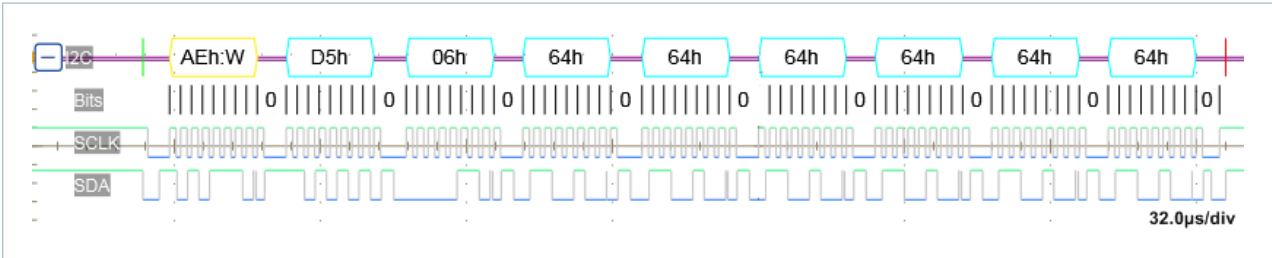 I2C AEh:W D5h 06h 64h 64h 64h 64h 64h 64h
Bits 0 0 0 0 0 0 0 0 0
SCLK
SDA
32.0µs/div